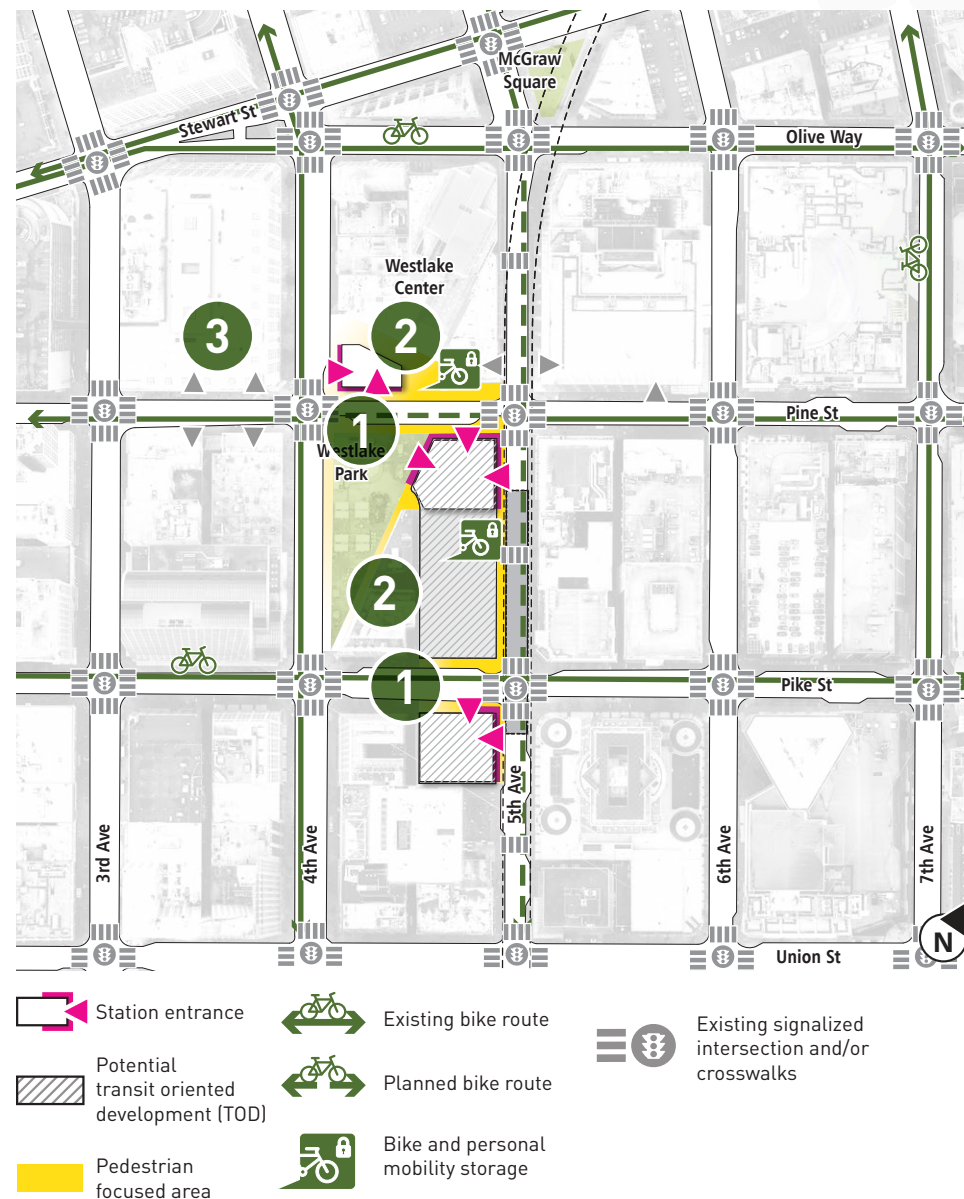 McGraw
Square
Stewart St
Olive Way
Westlake
Center
3
2
1
Pine St
Westlake
Park
2
1
Pike St
3rd Ave
4th Ave
5th Ave
6th Ave
7th Ave
N
Union St
Station entrance
Potential
transit oriented
development (TOD)
Pedestrian
focused area
Existing bike route
Planned bike route
Bike and personal
mobility storage
Existing signalized
intersection and/or
crosswalks